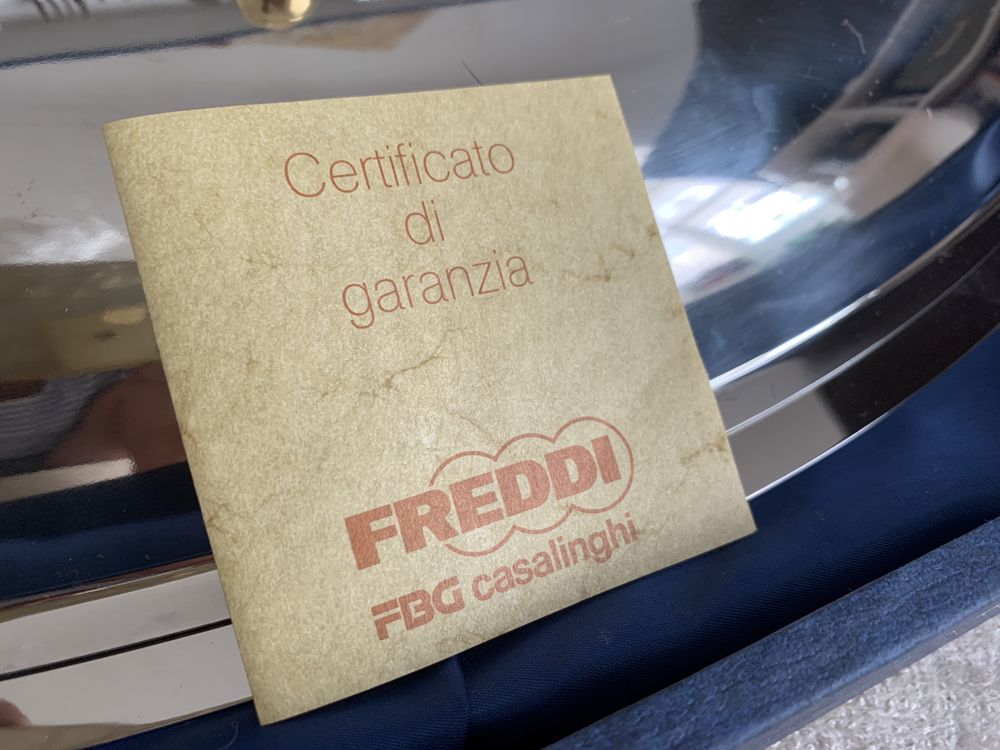 Certificato
di
garanzia
FREDDI
FBG casalinghi